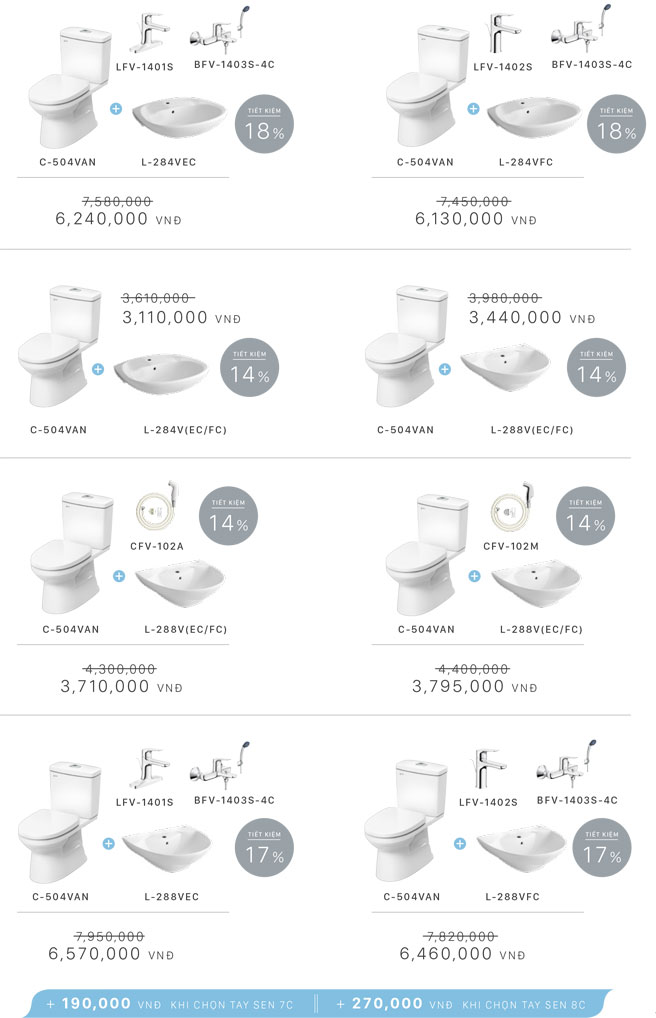 LFV-1401S
BFV-1403S-4C
TIẾT KIỆM
18%
C-504VAN
L-284VEC
7,580,000
6,240,000 VNĐ
LFV-1402S
BFV-1403S-4C
TIẾT KIỆM
18%
C-504VAN
L-284VFC
7,450,000
6,130,000 VNĐ
3,610,000
3,110,000 VNĐ
TIẾT KIỆM
14%
C-504VAN
L-284V(EC/FC)
3,980,000
3,440,000 VNĐ
TIẾT KIỆM
14%
C-504VAN
L-288V(EC/FC)
TIẾT KIỆM
14%
CFV-102A
C-504VAN
L-288V(EC/FC)
4,300,000
3,710,000 VNĐ
TIẾT KIỆM
14%
CFV-102M
C-504VAN
L-288V(EC/FC)
4,400,000
3,795,000 VNĐ
LFV-1401S
BFV-1403S-4C
TIẾT KIỆM
17%
C-504VAN
L-288VEC
7,950,000
6,570,000 VNĐ
LFV-1402S
BFV-1403S-4C
TIẾT KIỆM
17%
C-504VAN
L-288VFC
7,820,000
6,460,000 VNĐ
+ 190,000 VNĐ KHI CHỌN TAY SEN 7C
+ 270,000 VNĐ KHI CHỌN TAY SEN 8C